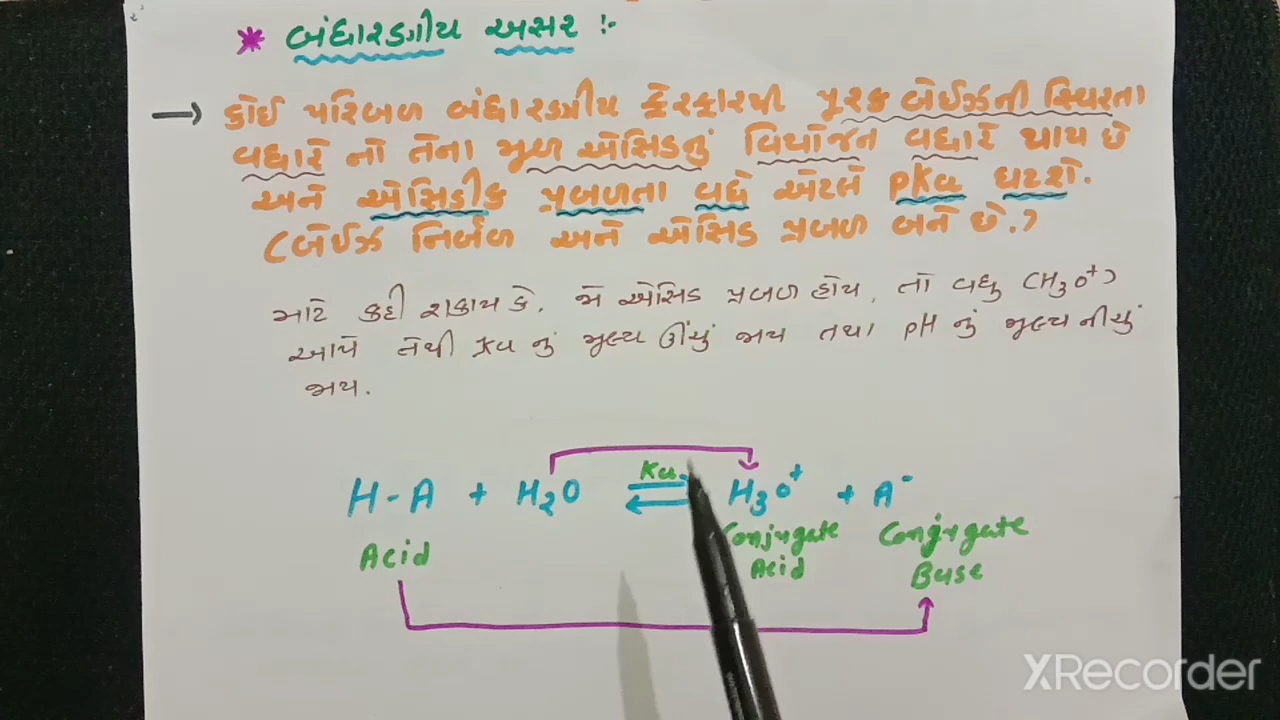 * બંધારણીય અસર :-
→ કોઈ પરિબળ બંધારણીય ફેરફારથી પૂરક બેઈઝની સ્થિરતા
વધારે તો તેના મૂળ એસિડનું વિયોજન વધારે થાય છે
અને એસિડીક પ્રબળતા વધે એટલે pKa ઘટશે.
(બેઈઝ નિર્બળ અને એસિડ પ્રબળ બને છે.)
માટે કહી શકાય કે, જે એસિડ પ્રબળ હોય, તો વધુ (H3O+)
આપે તેથી Ka નું મૂલ્ય ઊંચું જાય તથા pH નું મૂલ્ય નીચું
જાય.
Ka
H-A + H2O ⇌ H3O+ + A-
Acid Conjugate Acid Conjugate Base
XRecorder